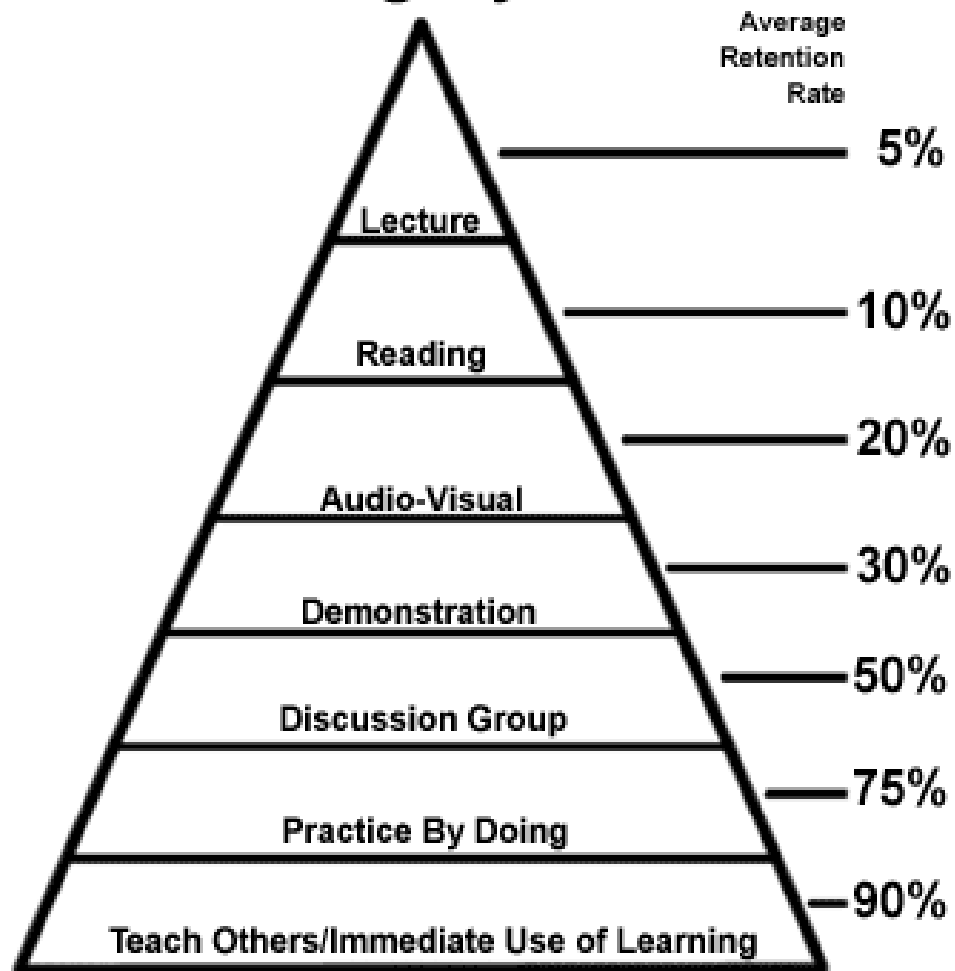 Average
Retention
Rate
5%
Lecture
10%
Reading
20%
Audio-Visual
30%
Demonstration
50%
Discussion Group
75%
Practice By Doing
90%
Teach Others/Immediate Use of Learning